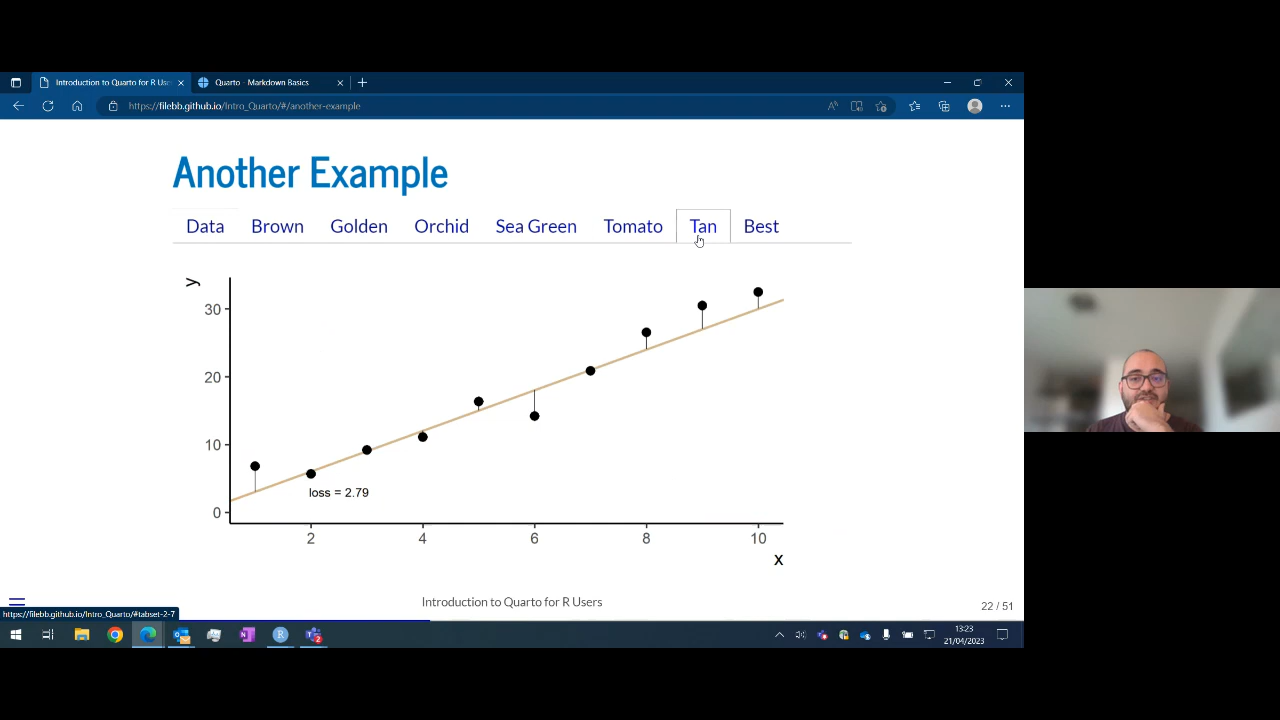 Introduction to Quarto for R Use
Quarto - Markdown Basics
https://filebb.github.io/Intro_Quarto/#/another-example
Another Example
Data Brown Golden Orchid Sea Green Tomato Tan Best
y
30
20
10
0
loss = 2.79
2 4 6 8 10
x
Introduction to Quarto for R Users
22 / 51
https://filebb.github.io/Intro_Quarto/#tabset-2-7
13:23
21/04/2023